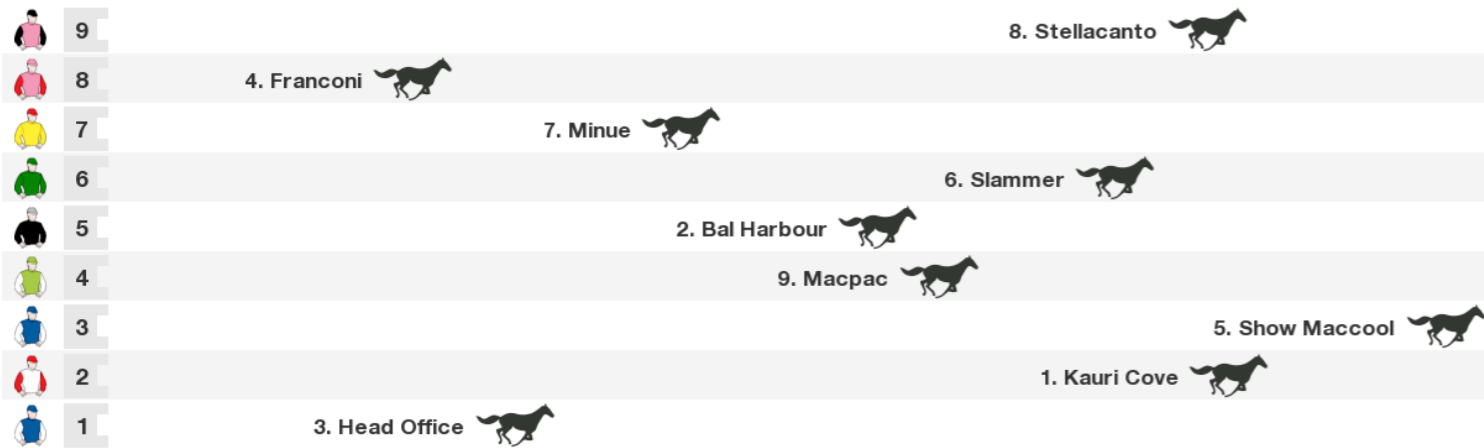 9 8. Stellacanto
8 4. Franconi
7 7. Minue
6 6. Slammer
5 2. Bal Harbour
4 9. Macpac
3 5. Show Maccool
2 1. Kauri Cove
1 3. Head Office